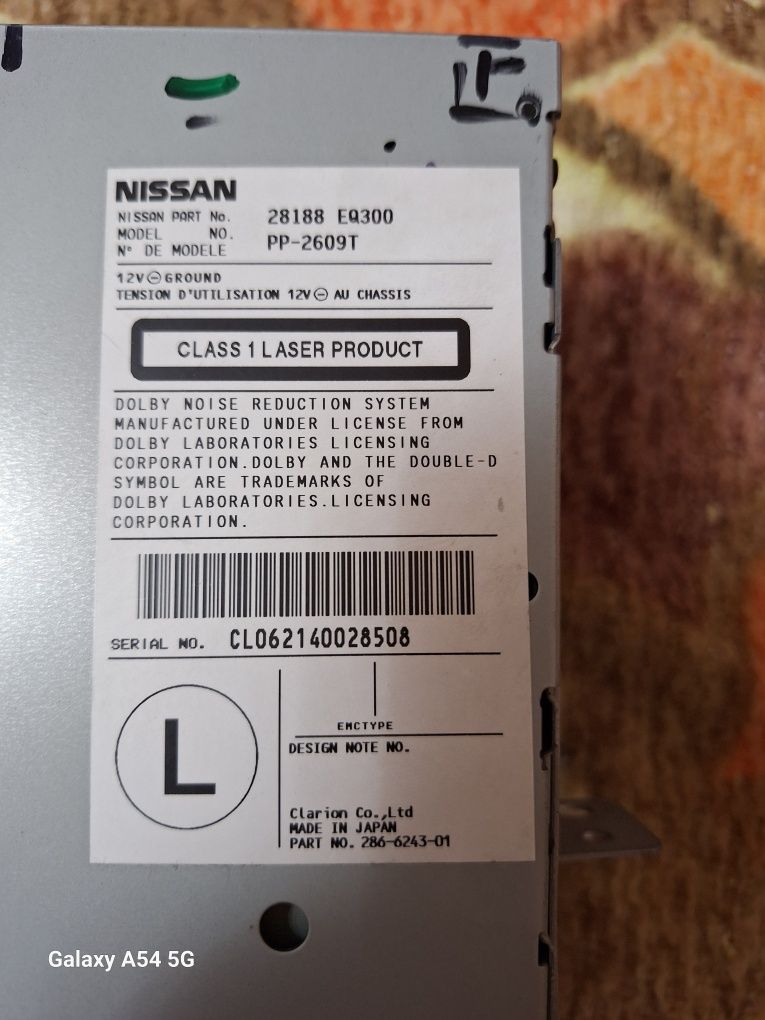 NISSAN
NISSAN PART No. 28188 EQ300
MODEL NO.
N° DE MODELE PP-2609T
12V⊖GROUND
TENSION D'UTILISATION 12V⊖ AU CHASSIS
CLASS 1 LASER PRODUCT
DOLBY NOISE REDUCTION SYSTEM
MANUFACTURED UNDER LICENSE FROM
DOLBY LABORATORIES LICENSING
CORPORATION.DOLBY AND THE DOUBLE-D
SYMBOL ARE TRADEMARKS OF
DOLBY LABORATORIES.LICENSING
CORPORATION.
SERIAL NO. CL062140028508
L
EMCTYPE
DESIGN NOTE NO.
Clarion Co.,Ltd
MADE IN JAPAN
PART NO. 286-6243-01
Galaxy A54 5G